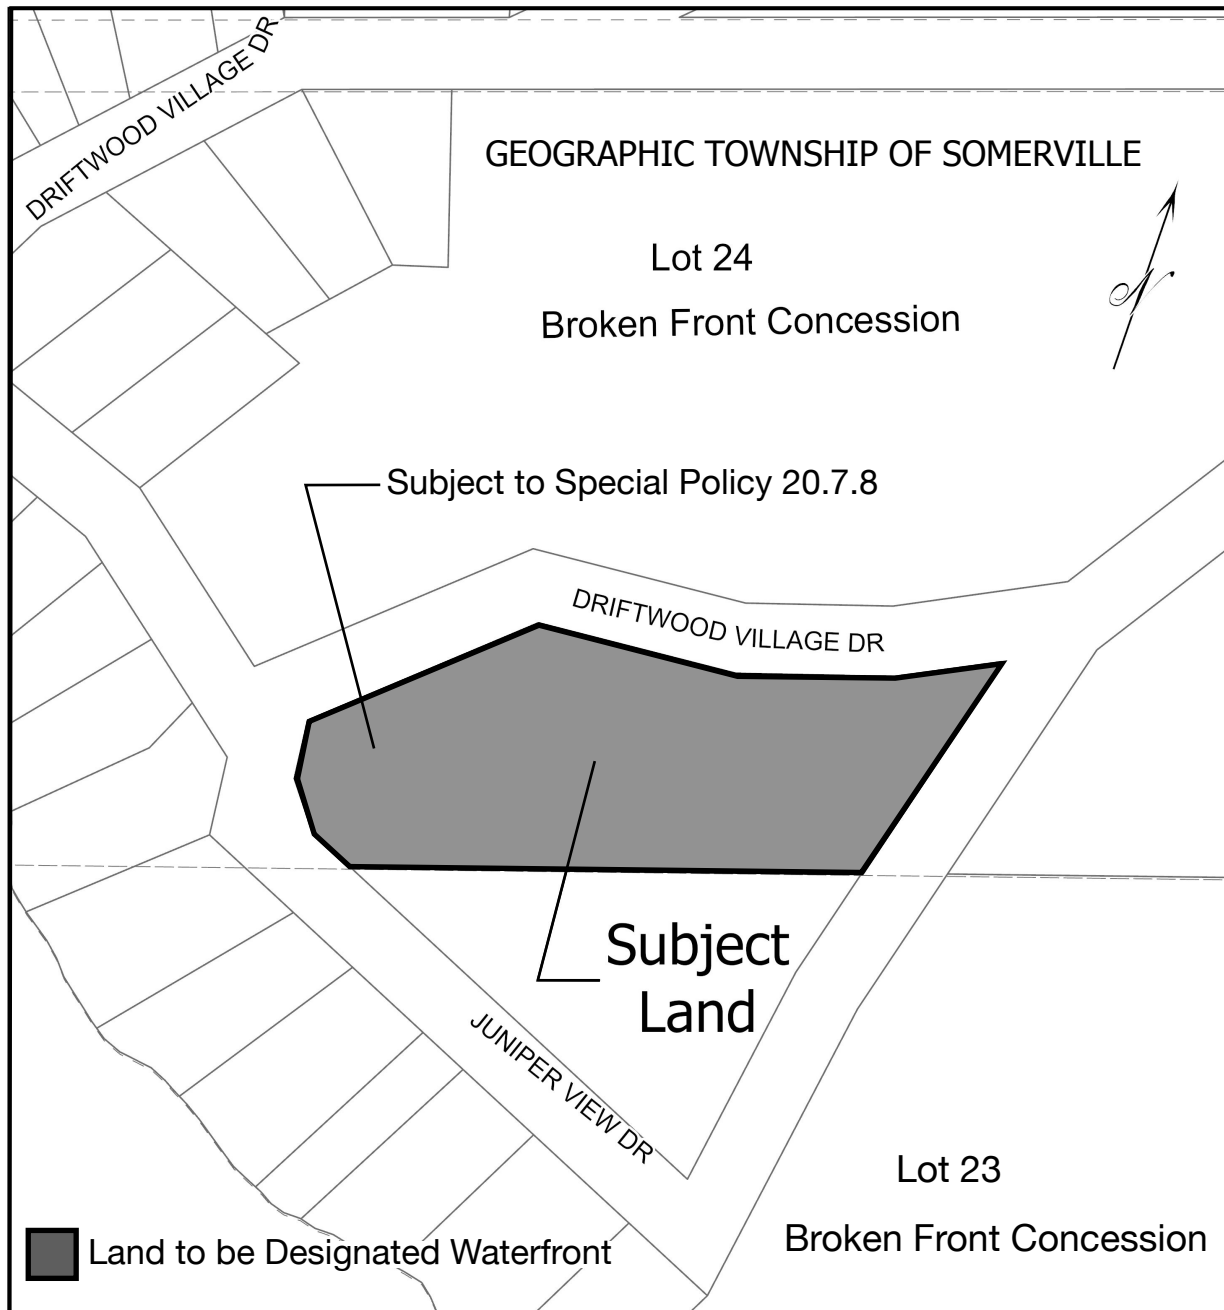 DRIFTWOOD VILLAGE DR
GEOGRAPHIC TOWNSHIP OF SOMERVILLE
Lot 24
Broken Front Concession
N
Subject to Special Policy 20.7.8
DRIFTWOOD VILLAGE DR
Subject
Land
JUNIPER VIEW DR
Lot 23
Broken Front Concession
Land to be Designated Waterfront